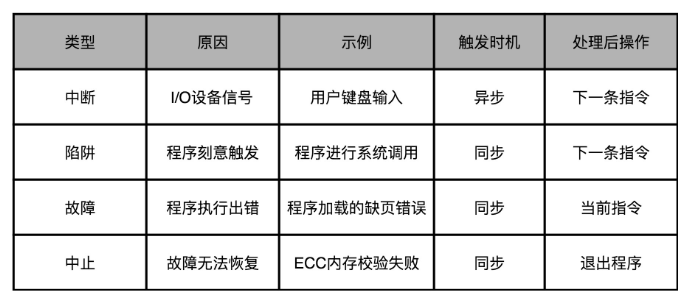 类型 原因 示例 触发时机 处理后操作
中断 I/O设备信号 用户键盘输入 异步 下一条指令
陷阱 程序刻意触发 程序进行系统调用 同步 下一条指令
故障 程序执行出错 程序加载的缺页错误 同步 当前指令
中止 故障无法恢复 ECC内存校验失败 同步 退出程序